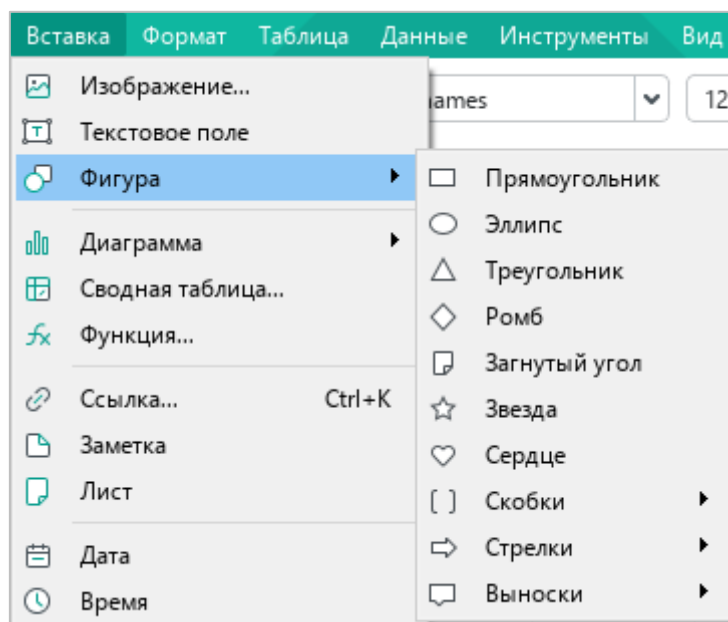 Вставка Формат Таблица Данные Инструменты Вид
Изображение...
names 12
Текстовое поле
Фигура
Прямоугольник
Эллипс
Диаграмма
Треугольник
Сводная таблица...
Ромб
Функция...
Загнутый угол
Ссылка... Ctrl+K
Звезда
Заметка
Сердце
Лист
Скобки
Стрелки
Дата
Выноски
Время